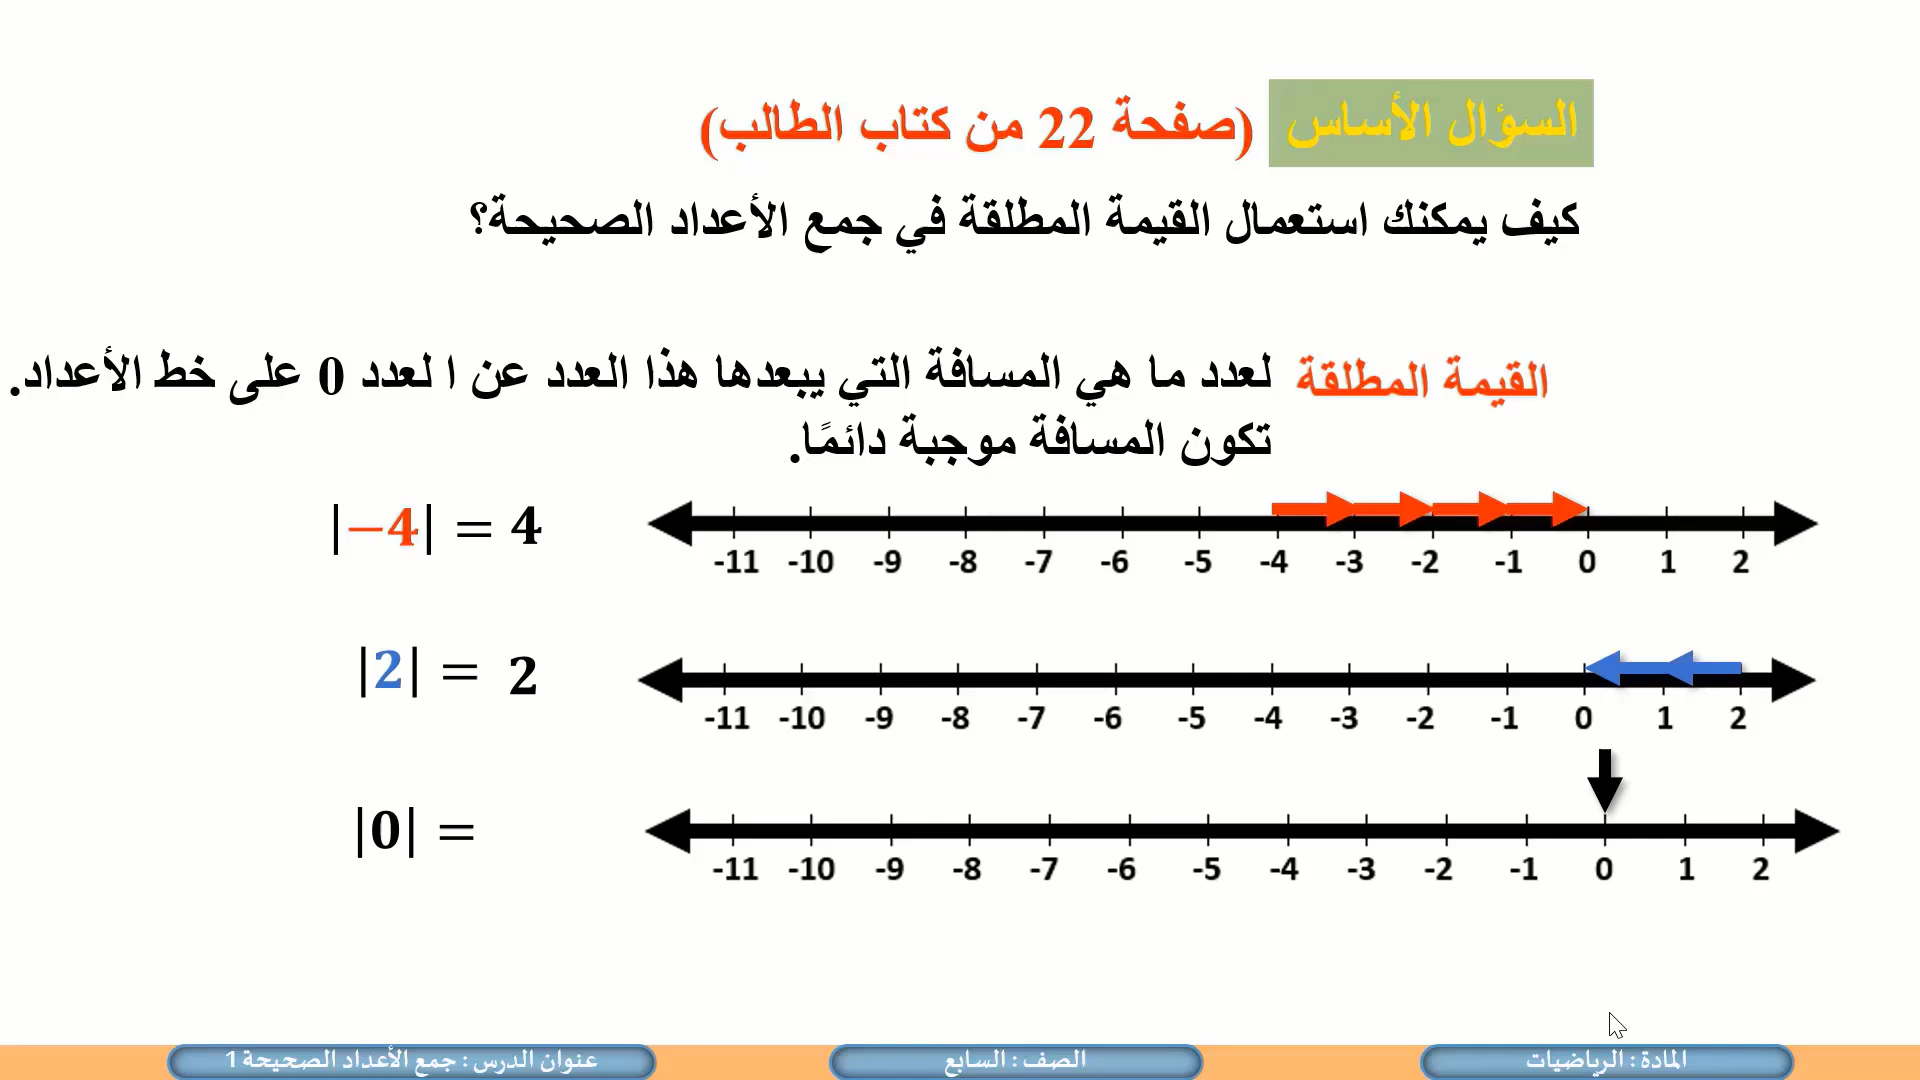 السؤال الأساس (صفحة 22 من كتاب الطالب)
كيف يمكنك استعمال القيمة المطلقة في جمع الأعداد الصحيحة؟
القيمة المطلقة لعدد ما هي المسافة التي يبعدها هذا العدد عن ا لعدد 0 على خط الأعداد.
تكون المسافة موجبة دائمًا.
|−4| = 4
-11 -10 -9 -8 -7 -6 -5 -4 -3 -2 -1 0 1 2
|2| = 2
-11 -10 -9 -8 -7 -6 -5 -4 -3 -2 -1 0 1 2
|0| =
-11 -10 -9 -8 -7 -6 -5 -4 -3 -2 -1 0 1 2
المادة : الرياضيات
الصف : السابع
عنوان الدرس : جمع الأعداد الصحيحة 1